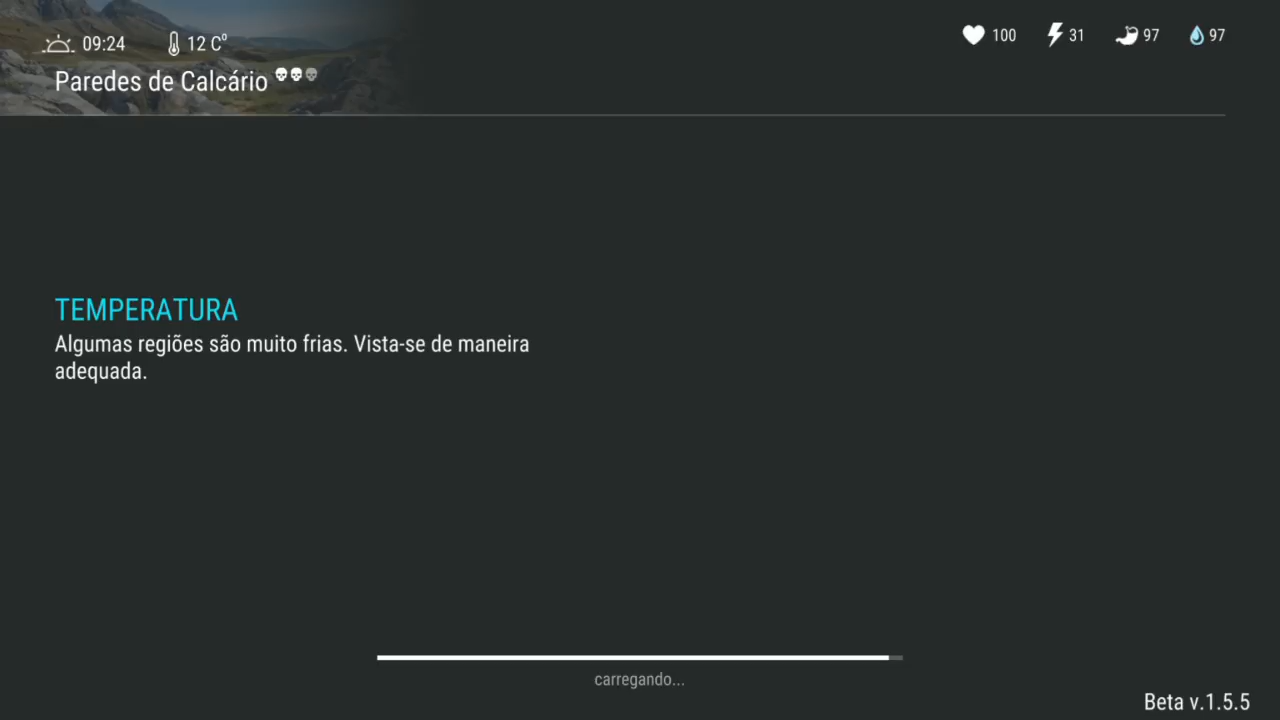 09:24 12 Cº
100 31 97 97
Paredes de Calcário
TEMPERATURA
Algumas regiões são muito frias. Vista-se de maneira
adequada.
carregando...
Beta v.1.5.5